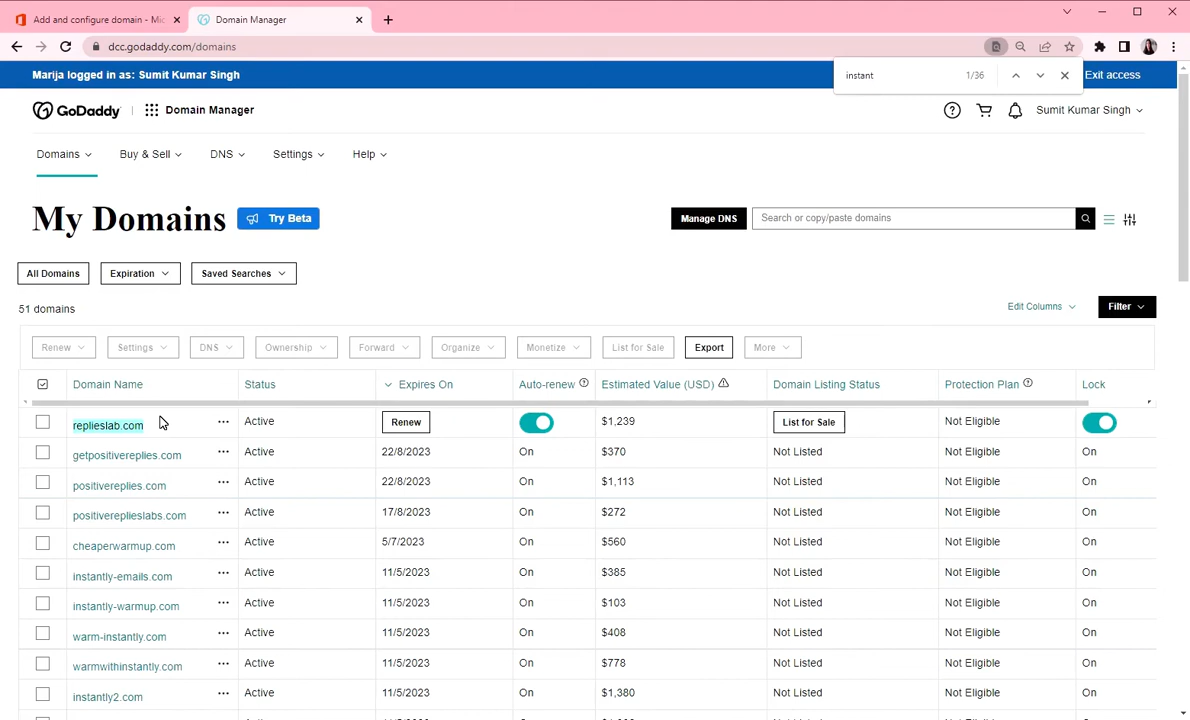 Add and configure domain - Mic
Domain Manager
dcc.godaddy.com/domains
Marija logged in as: Sumit Kumar Singh
instant
1/36
Exit access
GoDaddy
Domain Manager
Sumit Kumar Singh
Domains
Buy & Sell
DNS
Settings
Help
My Domains
Try Beta
Manage DNS
Search or copy/paste domains
All Domains
Expiration
Saved Searches
51 domains
Edit Columns
Filter
Renew
Settings
DNS
Ownership
Forward
Organize
Monetize
List for Sale
Export
More
Domain Name Status Expires On Auto-renew Estimated Value (USD) Domain Listing Status Protection Plan Lock
replieslab.com ••• Active Renew $1,239 List for Sale Not Eligible
getpositivereplies.com ••• Active 22/8/2023 On $370 Not Listed Not Eligible On
positivereplies.com ••• Active 22/8/2023 On $1,113 Not Listed Not Eligible On
positivereplieslabs.com ••• Active 17/8/2023 On $272 Not Listed Not Eligible On
cheaperwarmup.com ••• Active 5/7/2023 On $560 Not Listed Not Eligible On
instantly-emails.com ••• Active 11/5/2023 On $385 Not Listed Not Eligible On
instantly-warmup.com ••• Active 11/5/2023 On $103 Not Listed Not Eligible On
warm-instantly.com ••• Active 11/5/2023 On $408 Not Listed Not Eligible On
warmwithinstantly.com ••• Active 11/5/2023 On $778 Not Listed Not Eligible On
instantly2.com ••• Active 11/5/2023 On $1,380 Not Listed Not Eligible On